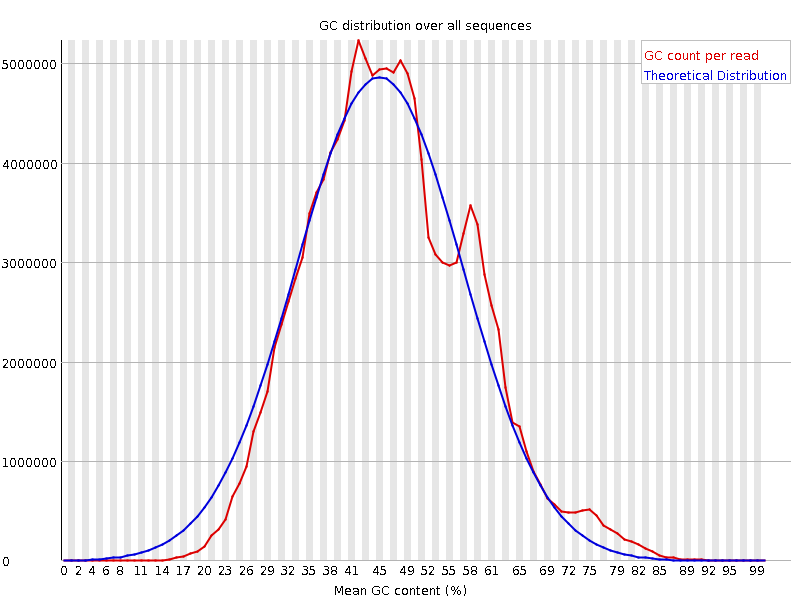 GC distribution over all sequences
GC count per read
Theoretical Distribution
5000000
4000000
3000000
2000000
1000000
0
0 2 4 6 8 11 14 17 20 23 26 29 32 35 38 41 45 49 52 55 58 61 65 69 72 75 79 82 85 89 92 95 99
Mean GC content (%)